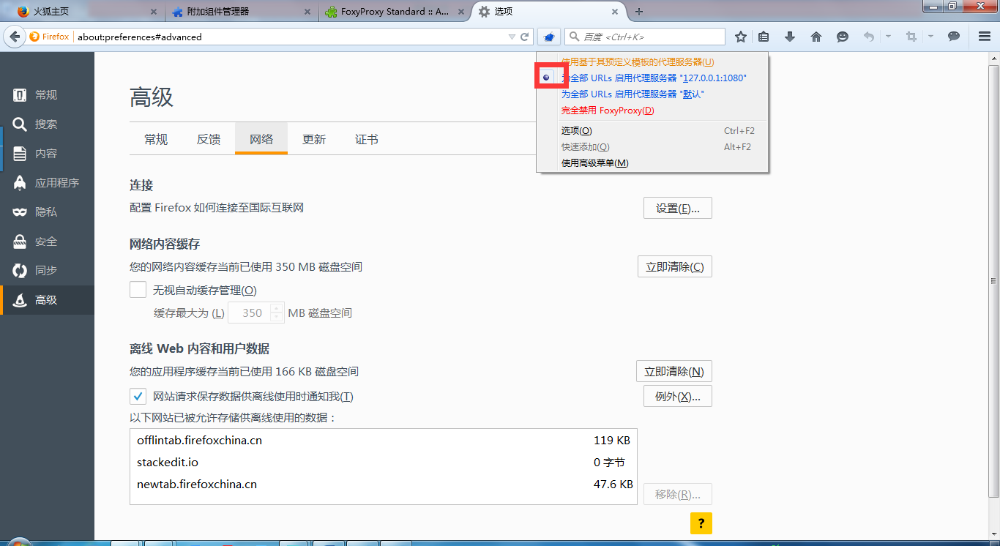 火狐主页
附加组件管理器
FoxyProxy Standard :: A...
选项
Firefox
about:preferences#advanced
百度 <Ctrl+K>
使用基于其预定义模板的代理服务器(U)
为全部 URLs 启用代理服务器 "127.0.0.1:1080"
为全部 URLs 启用代理服务器 "默认"
完全禁用 FoxyProxy(D)
选项(O) Ctrl+F2
快速添加(Q) Alt+F2
使用高级菜单(M)
常规
搜索
内容
应用程序
隐私
安全
同步
高级
高级
常规 反馈 网络 更新 证书
连接
配置 Firefox 如何连接至国际互联网
设置(E)...
网络内容缓存
您的网络内容缓存当前已使用 350 MB 磁盘空间
立即清除(C)
无视自动缓存管理(O)
缓存最大为 (L) 350 MB 磁盘空间
离线 Web 内容和用户数据
您的应用程序缓存当前已使用 166 KB 磁盘空间
立即清除(N)
网站请求保存数据供离线使用时通知我(T)
例外(X)...
以下网站已被允许存储供离线使用的数据：
offlintab.firefoxchina.cn 119 KB
stackedit.io 0 字节
newtab.firefoxchina.cn 47.6 KB
移除(R)...
?